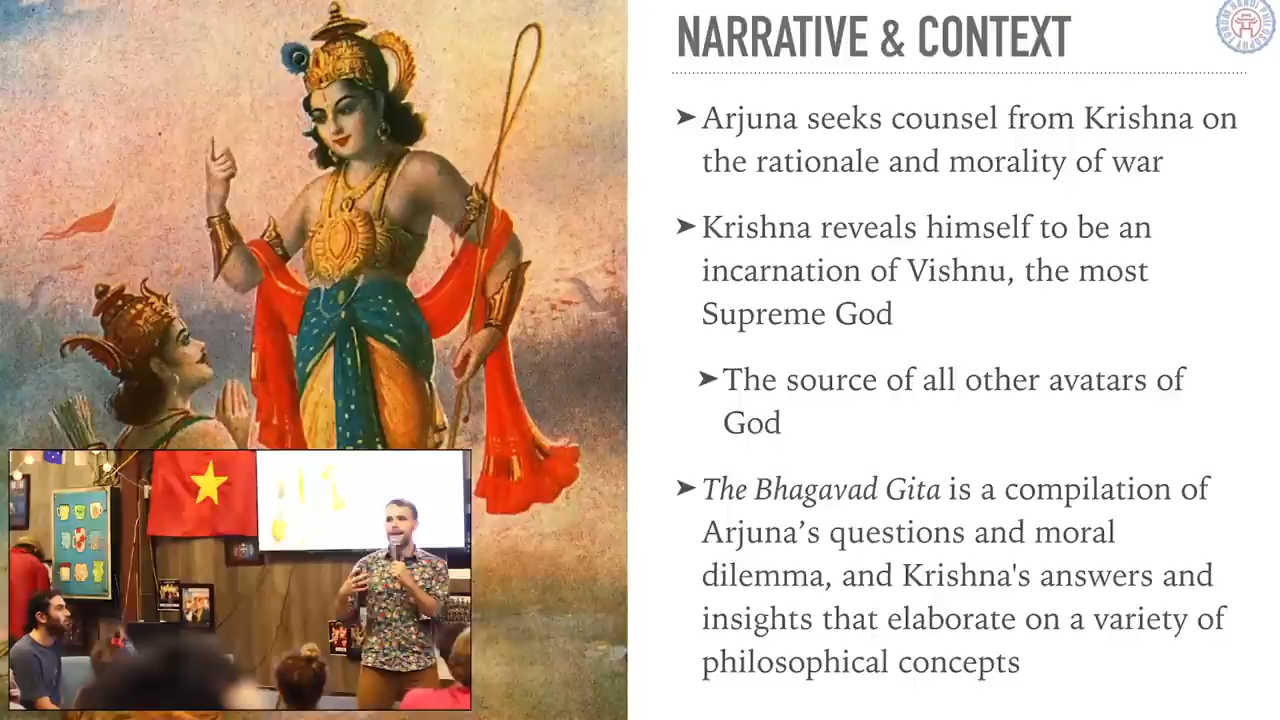 NARRATIVE & CONTEXT
HANOI PHILOSOPHY FORUM
➤ Arjuna seeks counsel from Krishna on
the rationale and morality of war
➤ Krishna reveals himself to be an
incarnation of Vishnu, the most
Supreme God
➤ The source of all other avatars of
God
➤ The Bhagavad Gita is a compilation of
Arjuna’s questions and moral
dilemma, and Krishna's answers and
insights that elaborate on a variety of
philosophical concepts